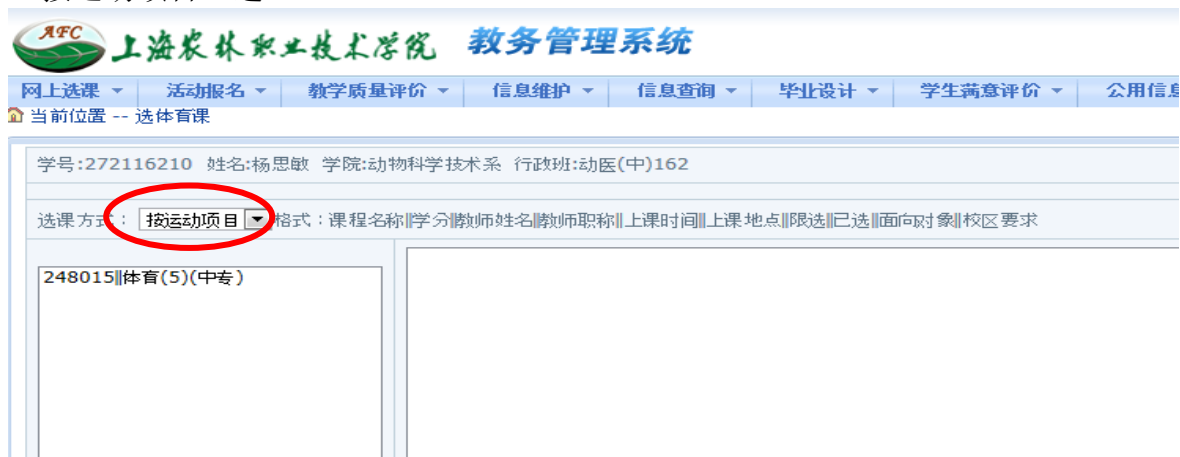 AFC 上海农林职业技术学院 教务管理系统
网上选课 活动报名 教学质量评价 信息维护 信息查询 毕业设计 学生满意评价 公用信息
当前位置 -- 选体育课
学号:272116210 姓名:杨思敏 学院:动物科学技术系 行政班:动医(中)162
选课方式： 按运动项目 格式：课程名称||学分||教师姓名||教师职称||上课时间||上课地点||限选||已选||面向对象||校区要求
248015||体育(5)(中专)